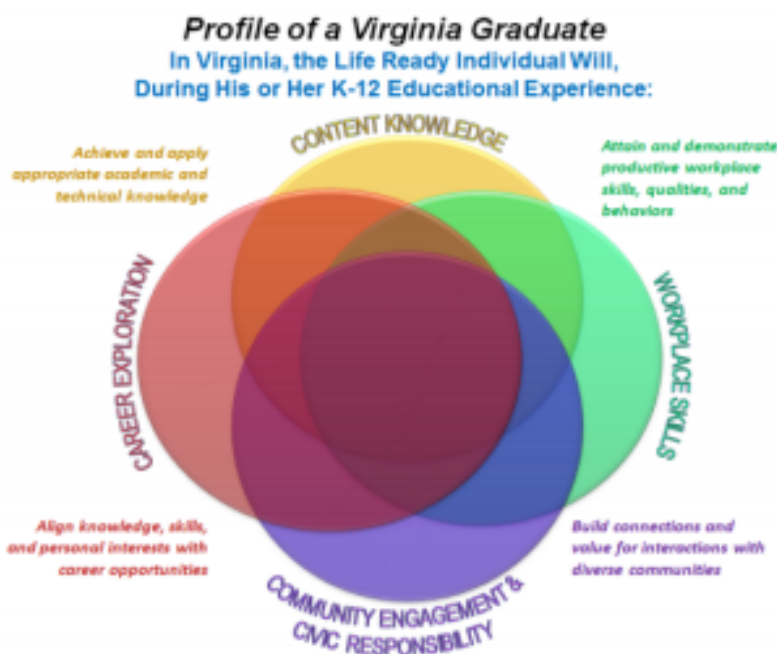 Profile of a Virginia Graduate
In Virginia, the Life Ready Individual Will,
During His or Her K-12 Educational Experience:
CONTENT KNOWLEDGE
Achieve and apply
appropriate academic and
technical knowledge
Attain and demonstrate
productive workplace
skills, qualities, and
behaviors
CAREER EXPLORATION
WORKPLACE SKILLS
Align knowledge, skills,
and personal interests with
career opportunities
Build connections and
value for interactions with
diverse communities
COMMUNITY ENGAGEMENT &
CIVIC RESPONSIBILITY